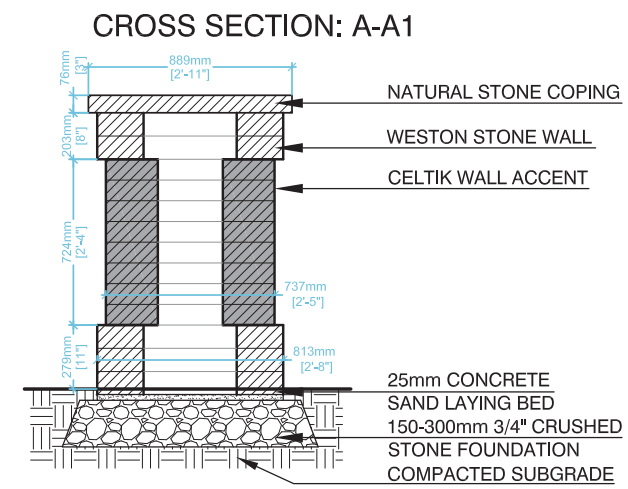 CROSS SECTION: A-A1
889mm
[2'-11"]
76mm
[3"]
NATURAL STONE COPING
203mm
[8"]
WESTON STONE WALL
CELTIK WALL ACCENT
724mm
[2'-4"]
737mm
[2'-5"]
279mm
[11"]
813mm
[2'-8"]
25mm CONCRETE
SAND LAYING BED
150-300mm 3/4" CRUSHED
STONE FOUNDATION
COMPACTED SUBGRADE